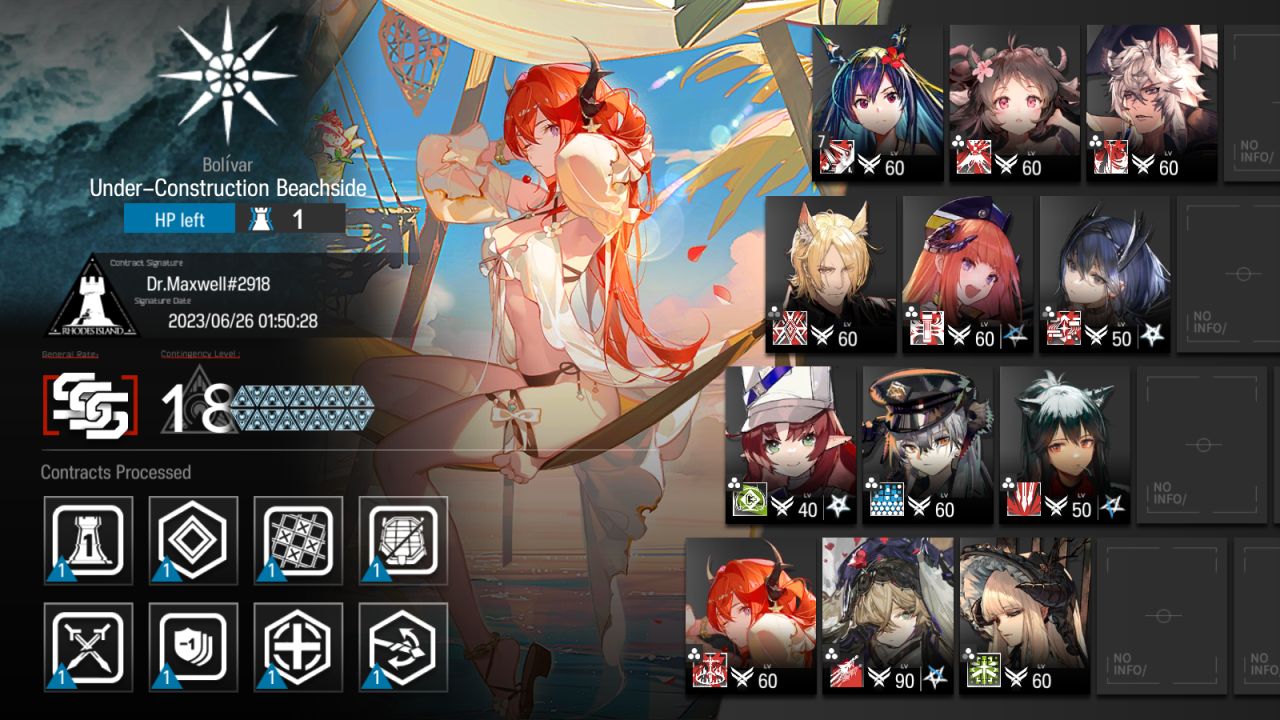 Bolívar
Under-Construction Beachside
HP left 1
Contract Signature
Dr.Maxwell#2918
Signature Date
2023/06/26 01:50:28
RHODES ISLAND
General Rate:
Contingency Level:
18
Contracts Processed
1
1 1 1 1
1 1 1 1
7 LV 60
LV 60
LV 60
NO INFO/
LV 60
LV 60
LV 50
NO INFO/
LV 40
LV 60
LV 50
NO INFO/
LV 60
LV 90
LV 60
NO INFO/
NO INFO/